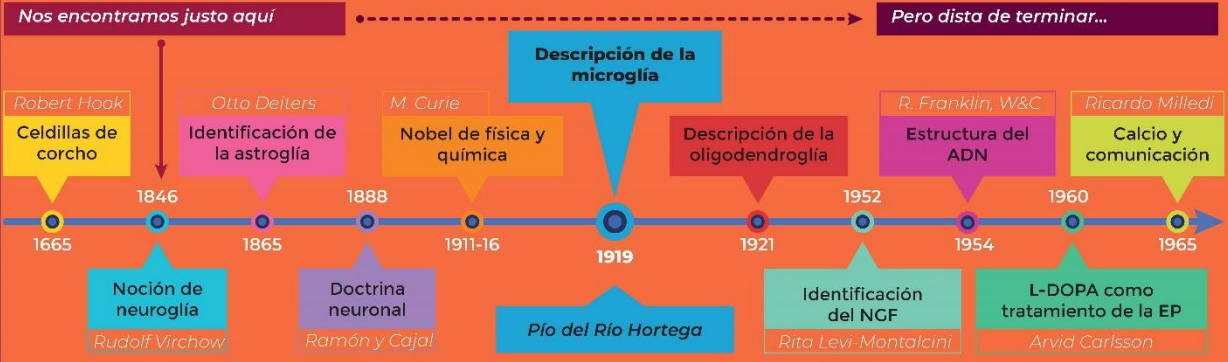 Nos encontramos justo aquí
Pero dista de terminar...
Descripción de la
microglía
Robert Hook
Celdillas de
corcho
Otto Deiters
Identificación de
la astroglía
M. Curie
Nobel de física y
química
Descripción de la
oligodendroglía
R. Franklin, W&C
Estructura del
ADN
Ricardo Milledi
Calcio y
comunicación
1846
1888
1952
1960
1665
1865
1911-16
1919
1921
1954
1965
Noción de
neuroglía
Rudolf Virchow
Doctrina
neuronal
Ramón y Cajal
Pío del Río Hortega
Identificación
del NGF
Rita Levi-Montalcini
L-DOPA como
tratamiento de la EP
Arvid Carlsson